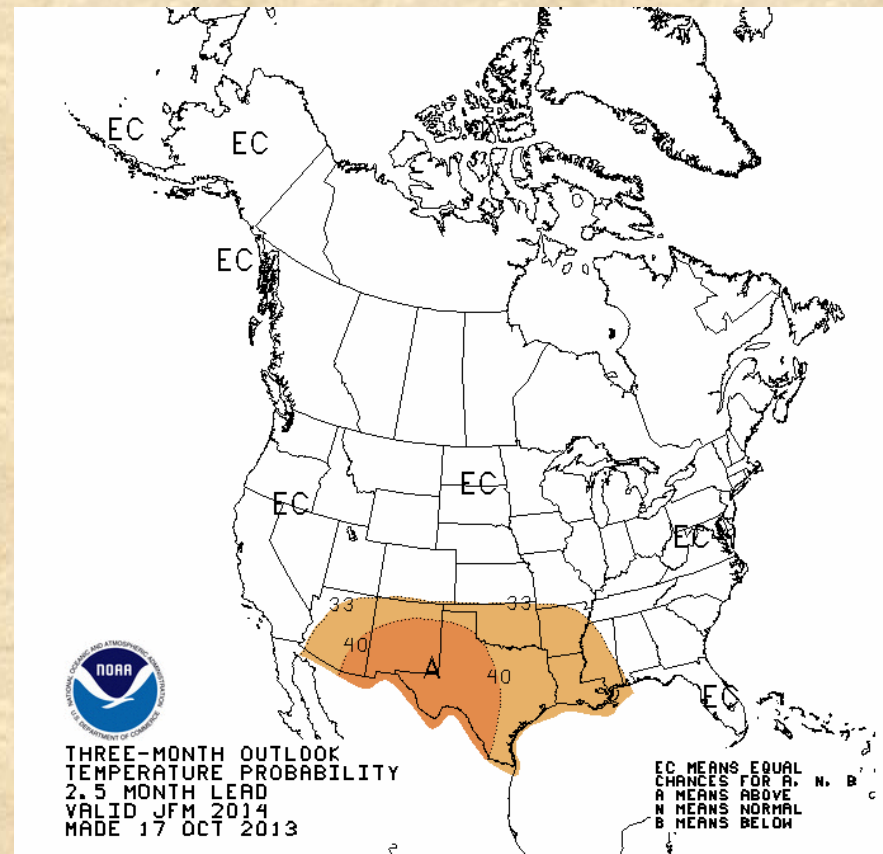 EC
EC
EC
EC
EC
EC
33
33
40
A
40
EC
NATIONAL OCEANIC AND ATMOSPHERIC ADMINISTRATION
NOAA
U.S. DEPARTMENT OF COMMERCE
THREE-MONTH OUTLOOK
TEMPERATURE PROBABILITY
2.5 MONTH LEAD
VALID JFM 2014
MADE 17 OCT 2013
EC MEANS EQUAL
CHANCES FOR A, N, B
A MEANS ABOVE
N MEANS NORMAL
B MEANS BELOW